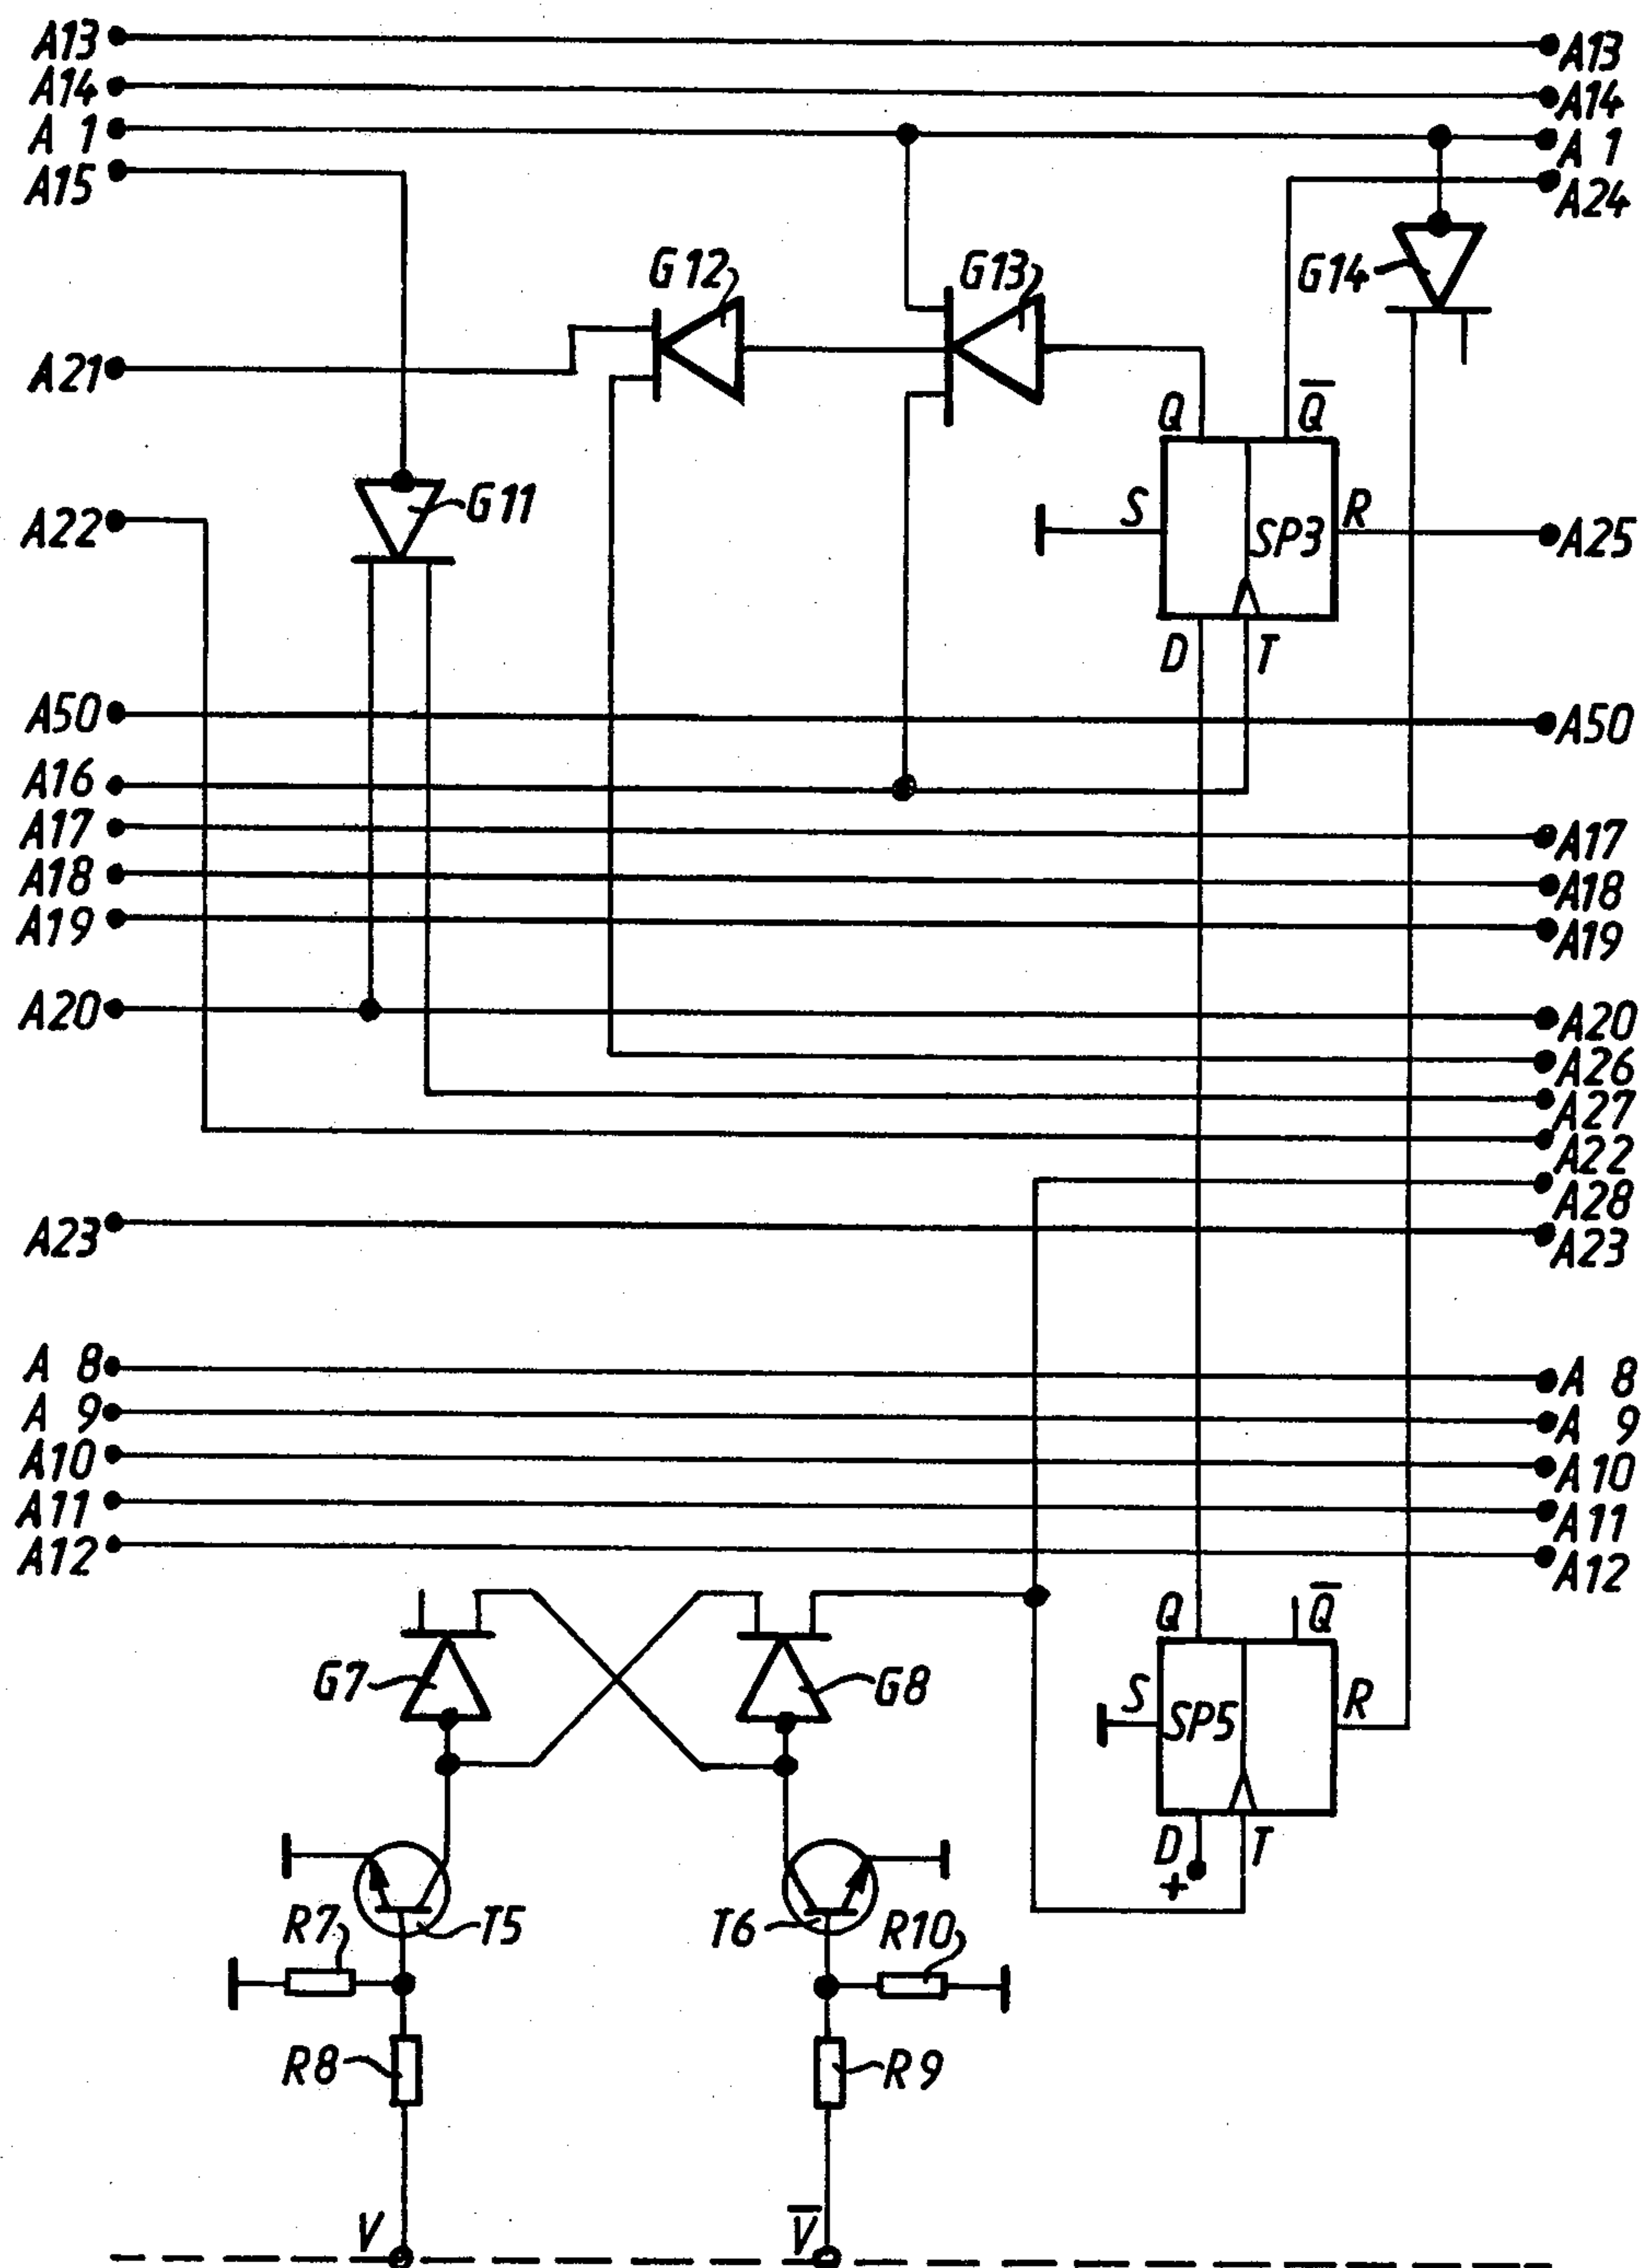 A13 A13
A14 A14
A 1 A 1
A15 A24
G12 G13 G14
A21
Q Q̅
G11
A22 S SP3 R A25
D T
A50 A50
A16
A17 A17
A18 A18
A19 A19
A20 A20
A26
A27
A22
A28
A23 A23
A 8 A 8
A 9 A 9
A10 A10
A11 A11
A12 A12
Q Q̅
G7 G8
S SP5 R
D T
+
R7 T5 T6 R10
R8 R9
V V̅